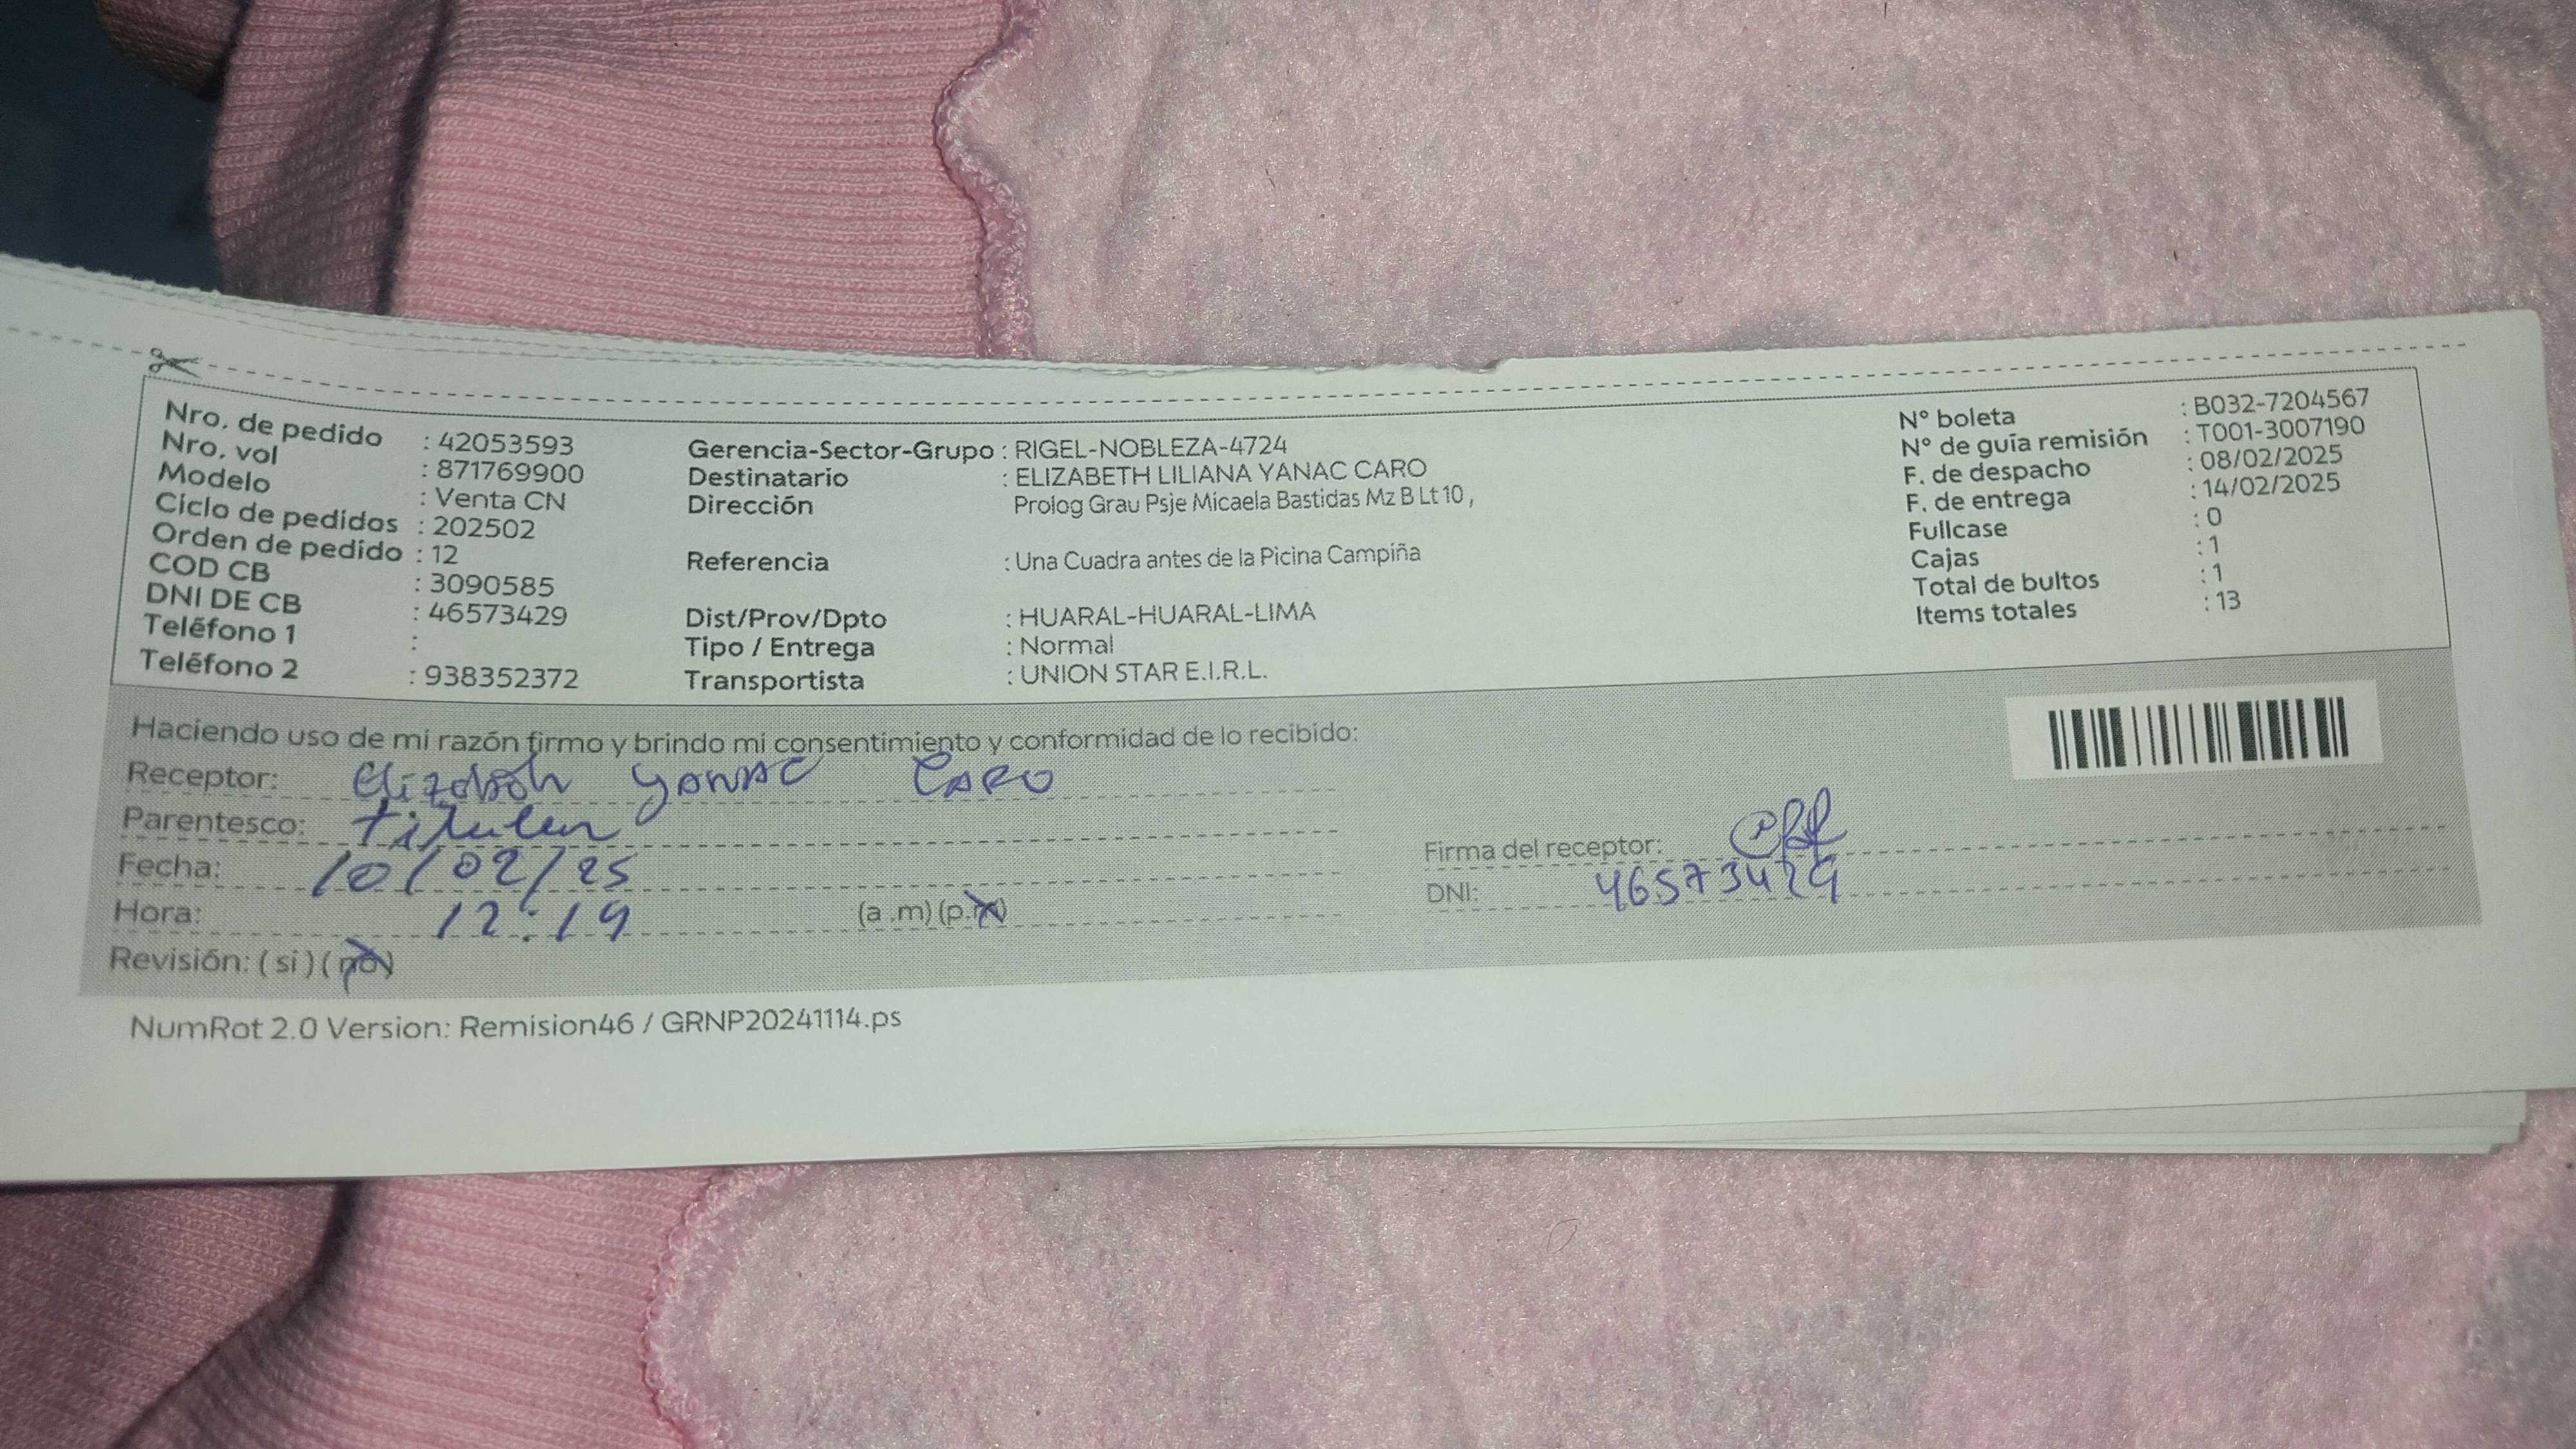 Nro. de pedido : 42053593
Nro. vol : 871769900
Modelo : Venta CN
Ciclo de pedidos : 202502
Orden de pedido : 12
COD CB : 3090585
DNI DE CB : 46573429
Teléfono 1 :
Teléfono 2 : 938352372
Gerencia-Sector-Grupo : RIGEL-NOBLEZA-4724
Destinatario : ELIZABETH LILIANA YANAC CARO
Dirección Prolog Grau Psje Micaela Bastidas Mz B Lt 10 ,
Referencia : Una Cuadra antes de la Picina Campiña
Dist/Prov/Dpto : HUARAL-HUARAL-LIMA
Tipo / Entrega : Normal
Transportista : UNION STAR E.I.R.L.
N° boleta : B032-7204567
N° de guía remisión : T001-3007190
F. de despacho : 08/02/2025
F. de entrega : 14/02/2025
Fullcase : 0
Cajas : 1
Total de bultos : 1
Items totales : 13
Haciendo uso de mi razón firmo y brindo mi consentimiento y conformidad de lo recibido:
Receptor: YANAC CARO
Parentesco: titular
Fecha: 10/02/25
Hora: 12:19 (a .m) (p.m)
Revisión: ( si ) ( no )
Firma del receptor:
DNI: 46573429
NumRot 2.0 Version: Remision46 / GRNP20241114.ps